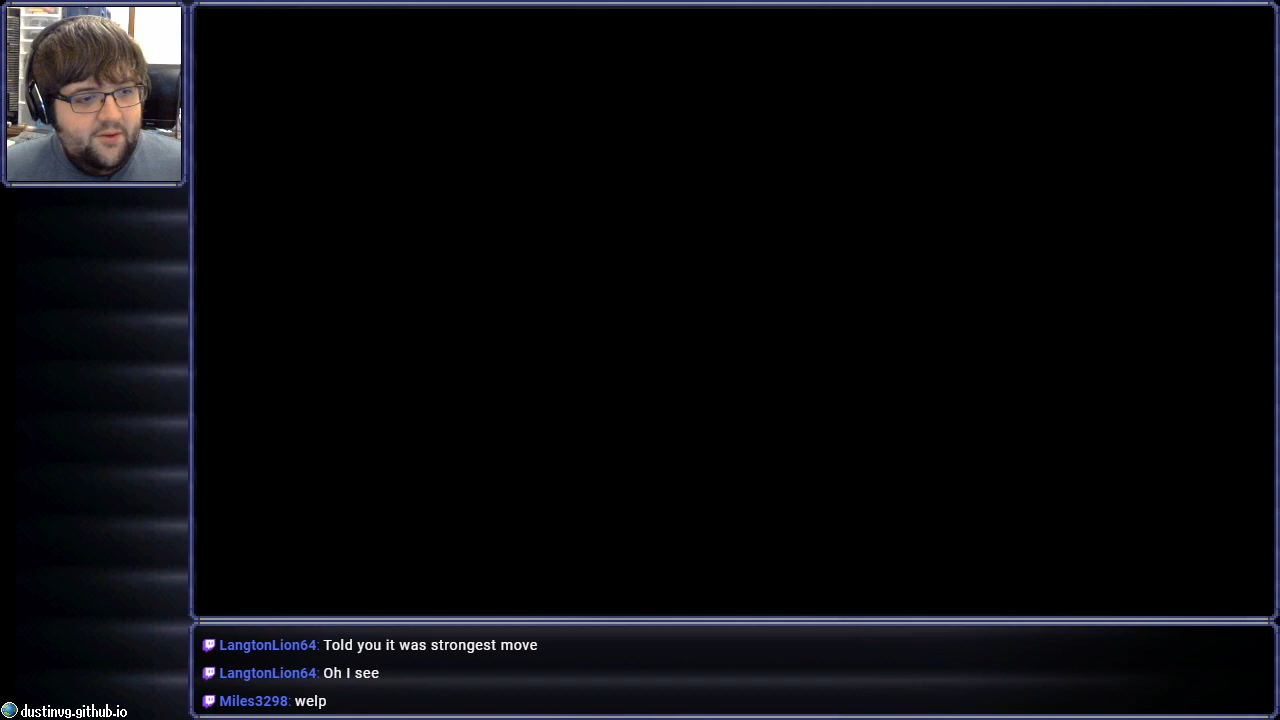 LangtonLion64: Told you it was strongest move
LangtonLion64: Oh I see
Miles3298: welp
dustinvg.github.io